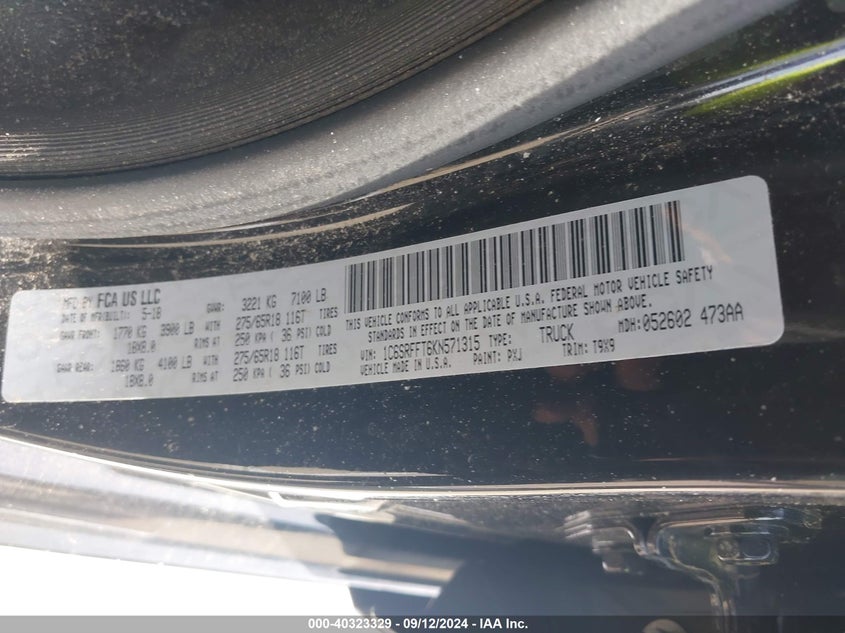 MFD BY FCA US LLC GVWR: 3221 KG 7100 LB
DATE OF MFR(BUILT): 5-18
GAWR FRONT: 1770 KG 3900 LB WITH 275/65R18 116T TIRES
18X8.0 RIMS AT 250 KPA ( 36 PSI) COLD
GAWR REAR: 1860 KG 4100 LB WITH 275/65R18 116T TIRES
18X8.0 RIMS AT 250 KPA ( 36 PSI) COLD
THIS VEHICLE CONFORMS TO ALL APPLICABLE U.S.A. FEDERAL MOTOR VEHICLE SAFETY
STANDARDS IN EFFECT ON THE DATE OF MANUFACTURE SHOWN ABOVE.
VIN: 1C6SRFFT6KN571315 TYPE: TRUCK MDH: 052602 473AA
VEHICLE MADE IN U.S.A. PAINT: PXJ TRIM: T9X9
000-40323329 - 09/12/2024 - IAA Inc.